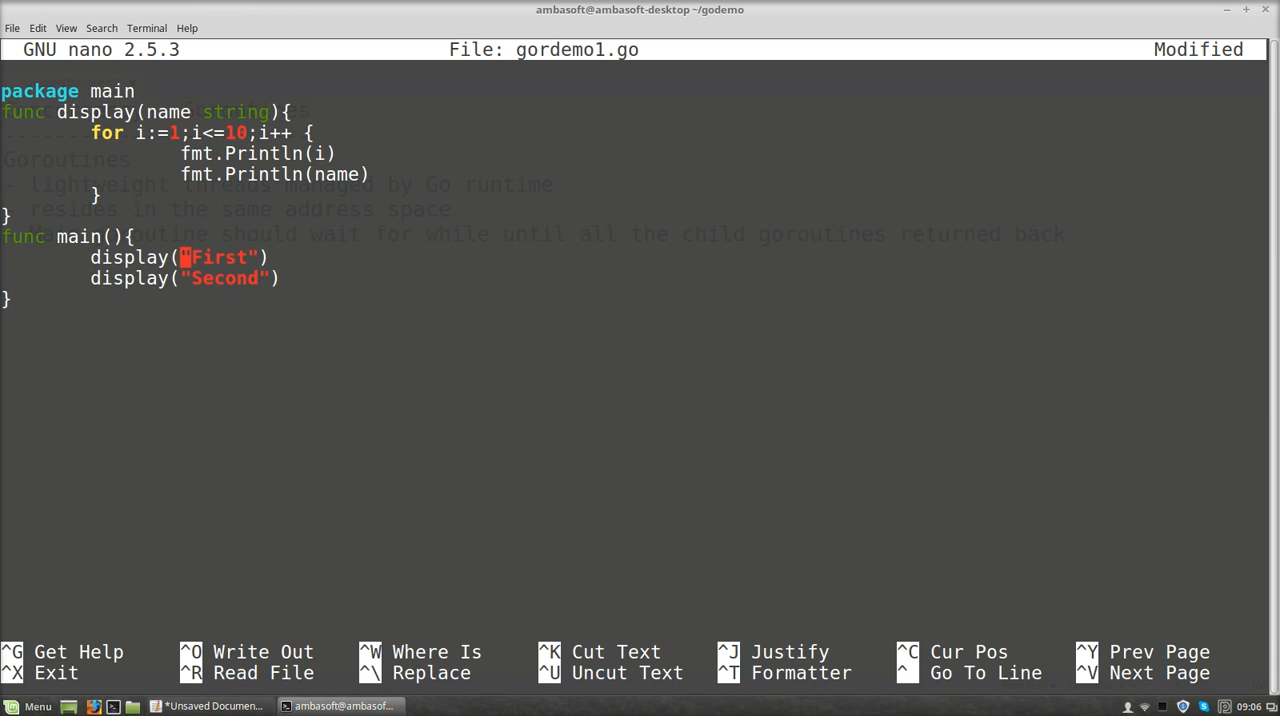 ambasoft@ambasoft-desktop ~/godemo
File Edit View Search Terminal Help
GNU nano 2.5.3 File: gordemo1.go Modified
package main
func display(name string){
for i:=1;i<=10;i++ {
fmt.Println(i)
Goroutines
fmt.Println(name)
- lightweight threads managed by Go runtime
}
resides in the same address space
}
func main(){
should wait for while until all the child goroutines returned back
display("First")
display("Second")
}
^G Get Help ^O Write Out ^W Where Is ^K Cut Text ^J Justify ^C Cur Pos ^Y Prev Page
^X Exit ^R Read File ^\ Replace ^U Uncut Text ^T Formatter ^_ Go To Line ^V Next Page
Menu *Unsaved Documen... ambasoft@ambasof... 09:06